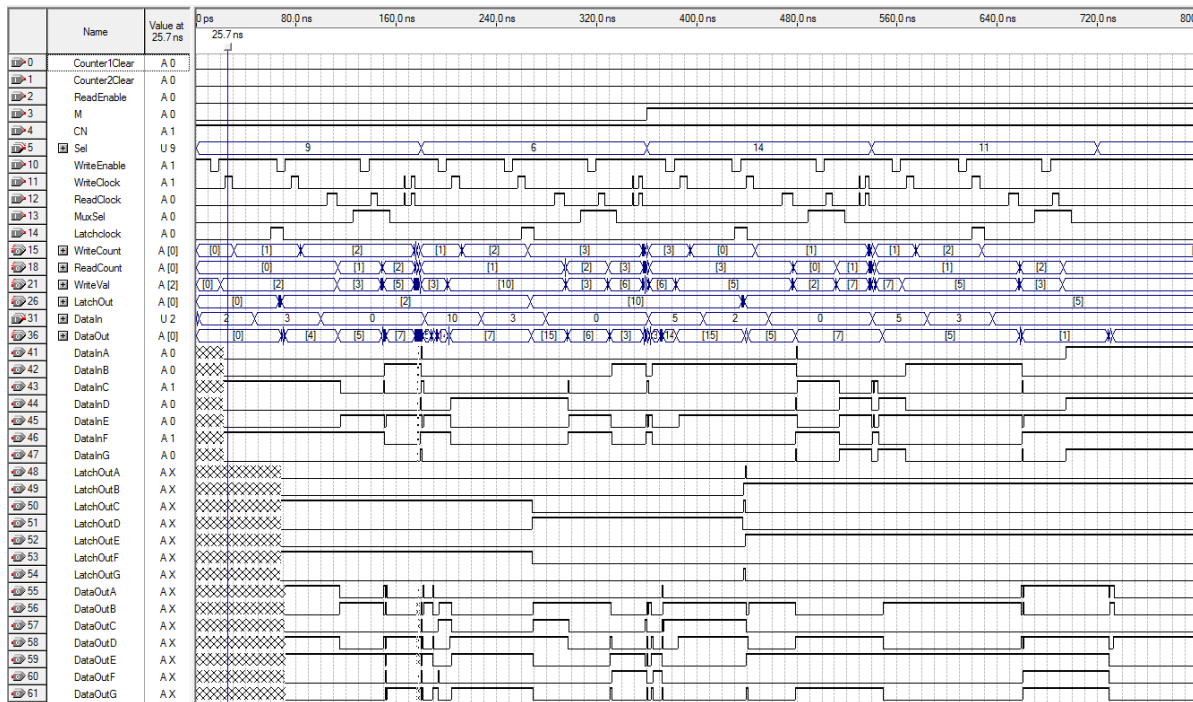 Name Value at 25.7 ns 0 ps 80.0 ns 160.0 ns 240.0 ns 320.0 ns 400.0 ns 480.0 ns 560.0 ns 640.0 ns 720.0 ns 800
25.7 ns
0 Counter1Clear A 0
1 Counter2Clear A 0
2 ReadEnable A 0
3 M A 0
4 CN A 1
5 Sel U 9 9 6 14 11
10 WriteEnable A 1
11 WriteClock A 1
12 ReadClock A 0
13 MuxSel A 0
14 Latchclock A 0
15 WriteCount A [0] [0] [1] [2] [1] [2] [3] [3] [0] [1] [1] [2]
18 ReadCount A [0] [0] [1] [2] [1] [2] [3] [3] [0] [1] [1] [2]
21 WriteVal A [2] [0] [2] [3] [5] [3] [10] [3] [6] [6] [5] [2] [7] [7] [5] [3]
26 LatchOut A [0] [0] [2] [10] [5]
31 DataIn U 2 2 3 0 10 3 0 5 2 0 5 3
36 DataOut A [0] [0] [4] [5] [7] [7] [15] [6] [3] 14 [15] [5] [7] [5] [1]
41 DataInA A 0
42 DataInB A 0
43 DataInC A 1
44 DataInD A 0
45 DataInE A 0
46 DataInF A 1
47 DataInG A 0
48 LatchOutA A X
49 LatchOutB A X
50 LatchOutC A X
51 LatchOutD A X
52 LatchOutE A X
53 LatchOutF A X
54 LatchOutG A X
55 DataOutA A X
56 DataOutB A X
57 DataOutC A X
58 DataOutD A X
59 DataOutE A X
60 DataOutF A X
61 DataOutG A X